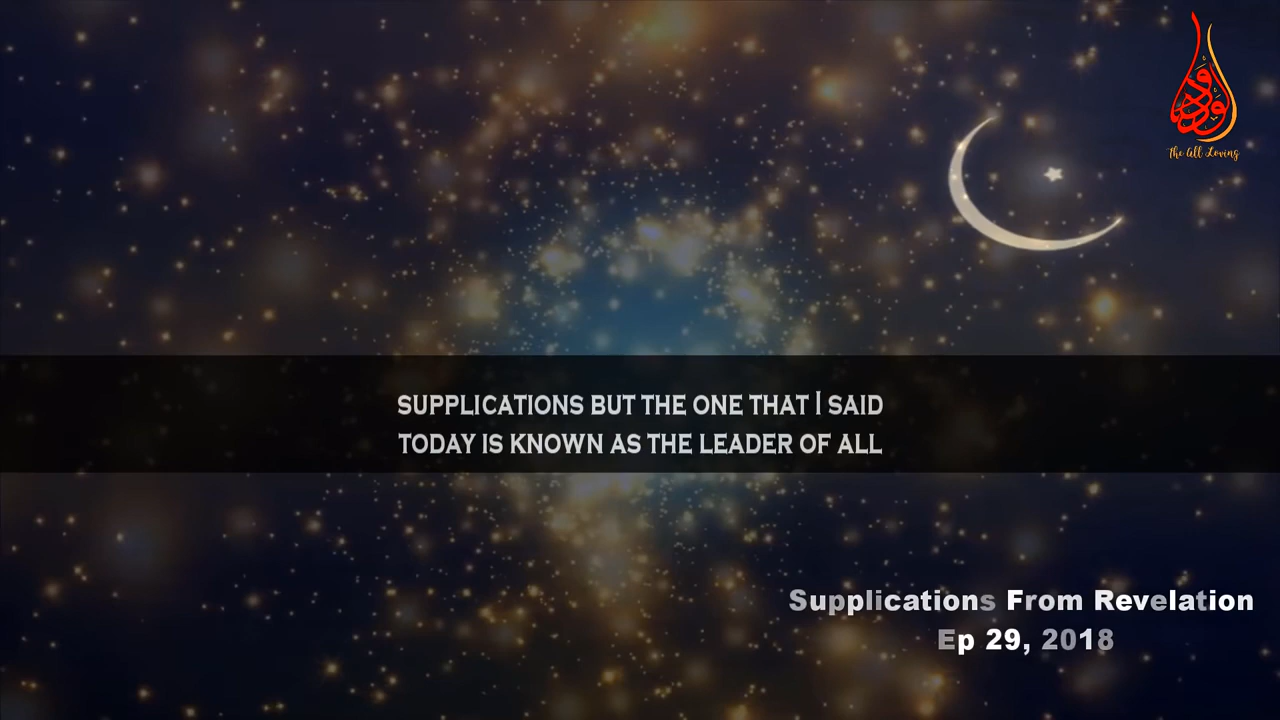 الودود
The All Loving
SUPPLICATIONS BUT THE ONE THAT I SAID
TODAY IS KNOWN AS THE LEADER OF ALL
Supplications From Revelation
Ep 29, 2018